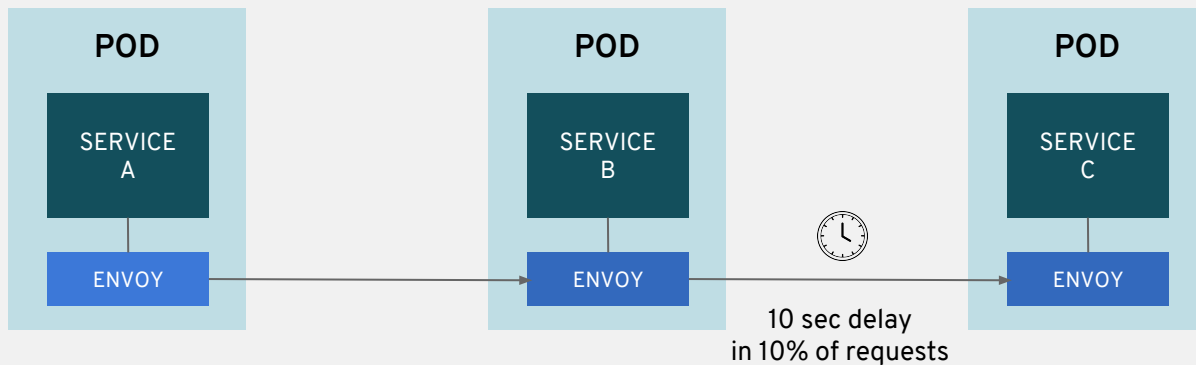 POD
SERVICE
A
ENVOY
POD
SERVICE
B
ENVOY
10 sec delay
in 10% of requests
POD
SERVICE
C
ENVOY